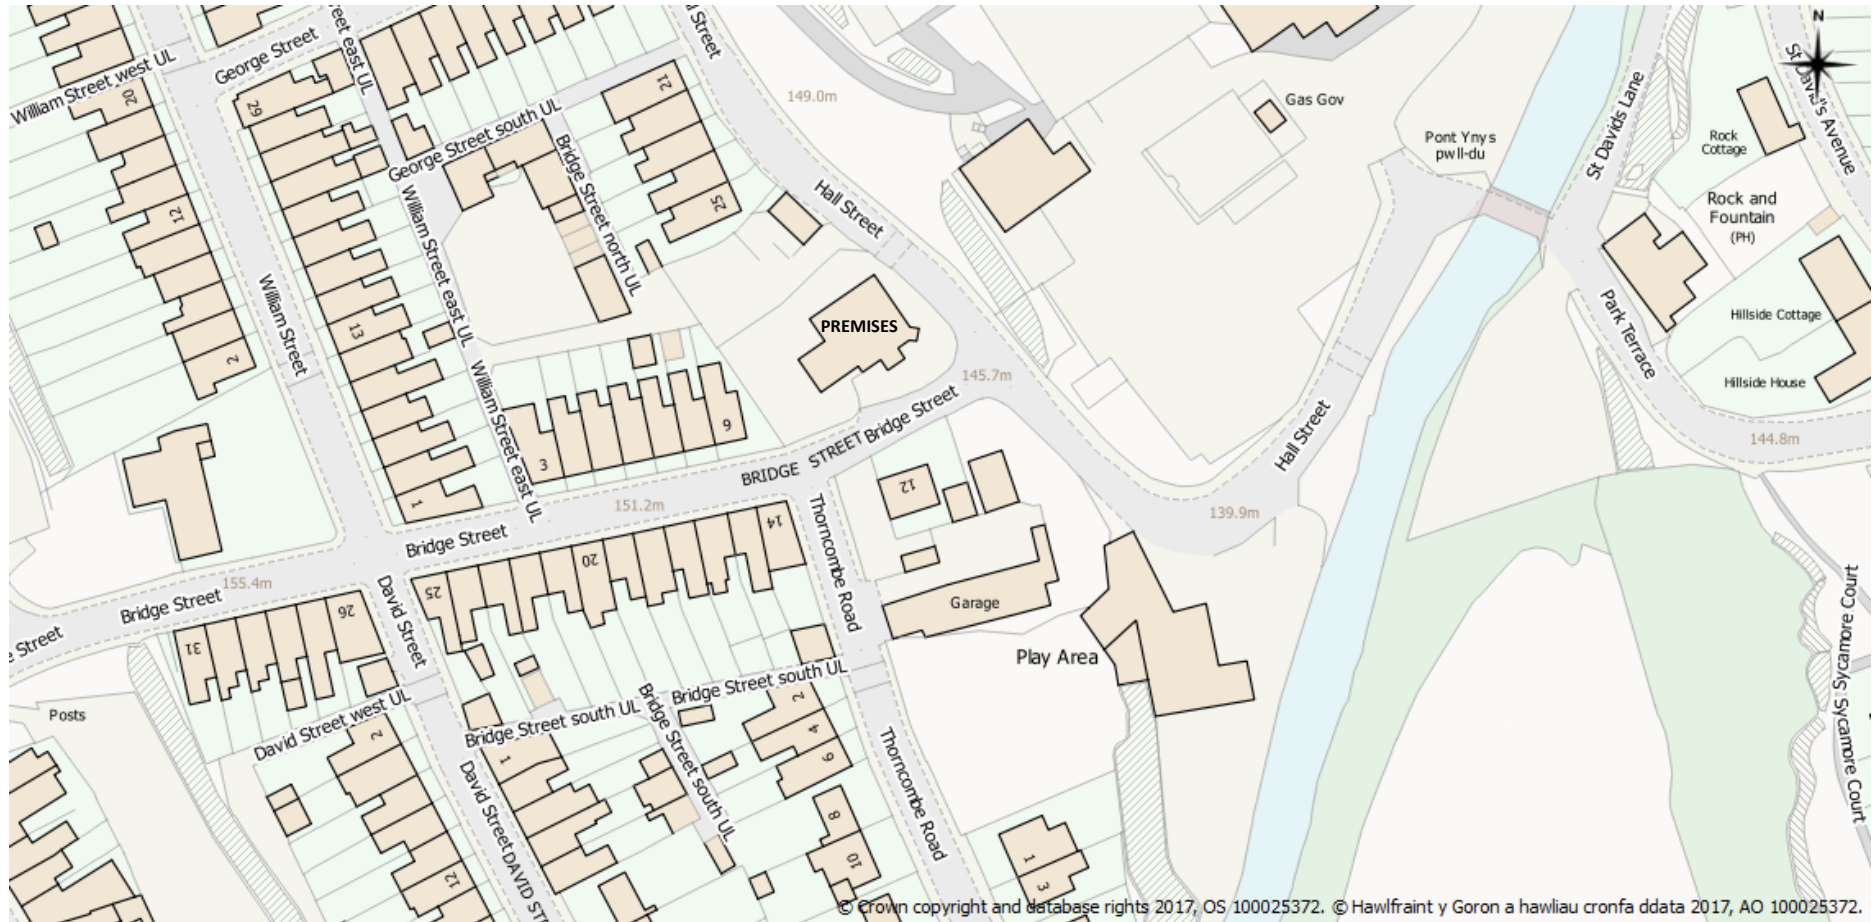 N
St David's Avenue
George Street
William Street west UL
20
29
21
149.0m
Gas Gov
Pont Ynys
pwll-du
St Davids Lane
Rock
Cottage
George Street south UL
Bridge Street north UL
Hall Street
Rock and
Fountain
(PH)
12
25
William Street east UL
William Street
13
2
PREMISES
Park Terrace
Hillside Cottage
Hillside House
William Street east UL
145.7m
Bridge Street
BRIDGE STREET
6
3
1
144.8m
Hall Street
139.9m
151.2m
Bridge Street
12
14
20
25
Thorncombe Road
155.4m
Bridge Street
David Street
26
31
Garage
Play Area
Sycamore Court
Sycamore Court
Posts
David Street west UL
Bridge Street south UL
Bridge Street south UL
Bridge Street south UL
2
4
6
2
1
David Street
DAVID ST
Thorncombe Road
8
10
12
1
3
© Crown copyright and database rights 2017, OS 100025372. © Hawlfraint y Goron a hawliau cronfa ddata 2017, AO 100025372.